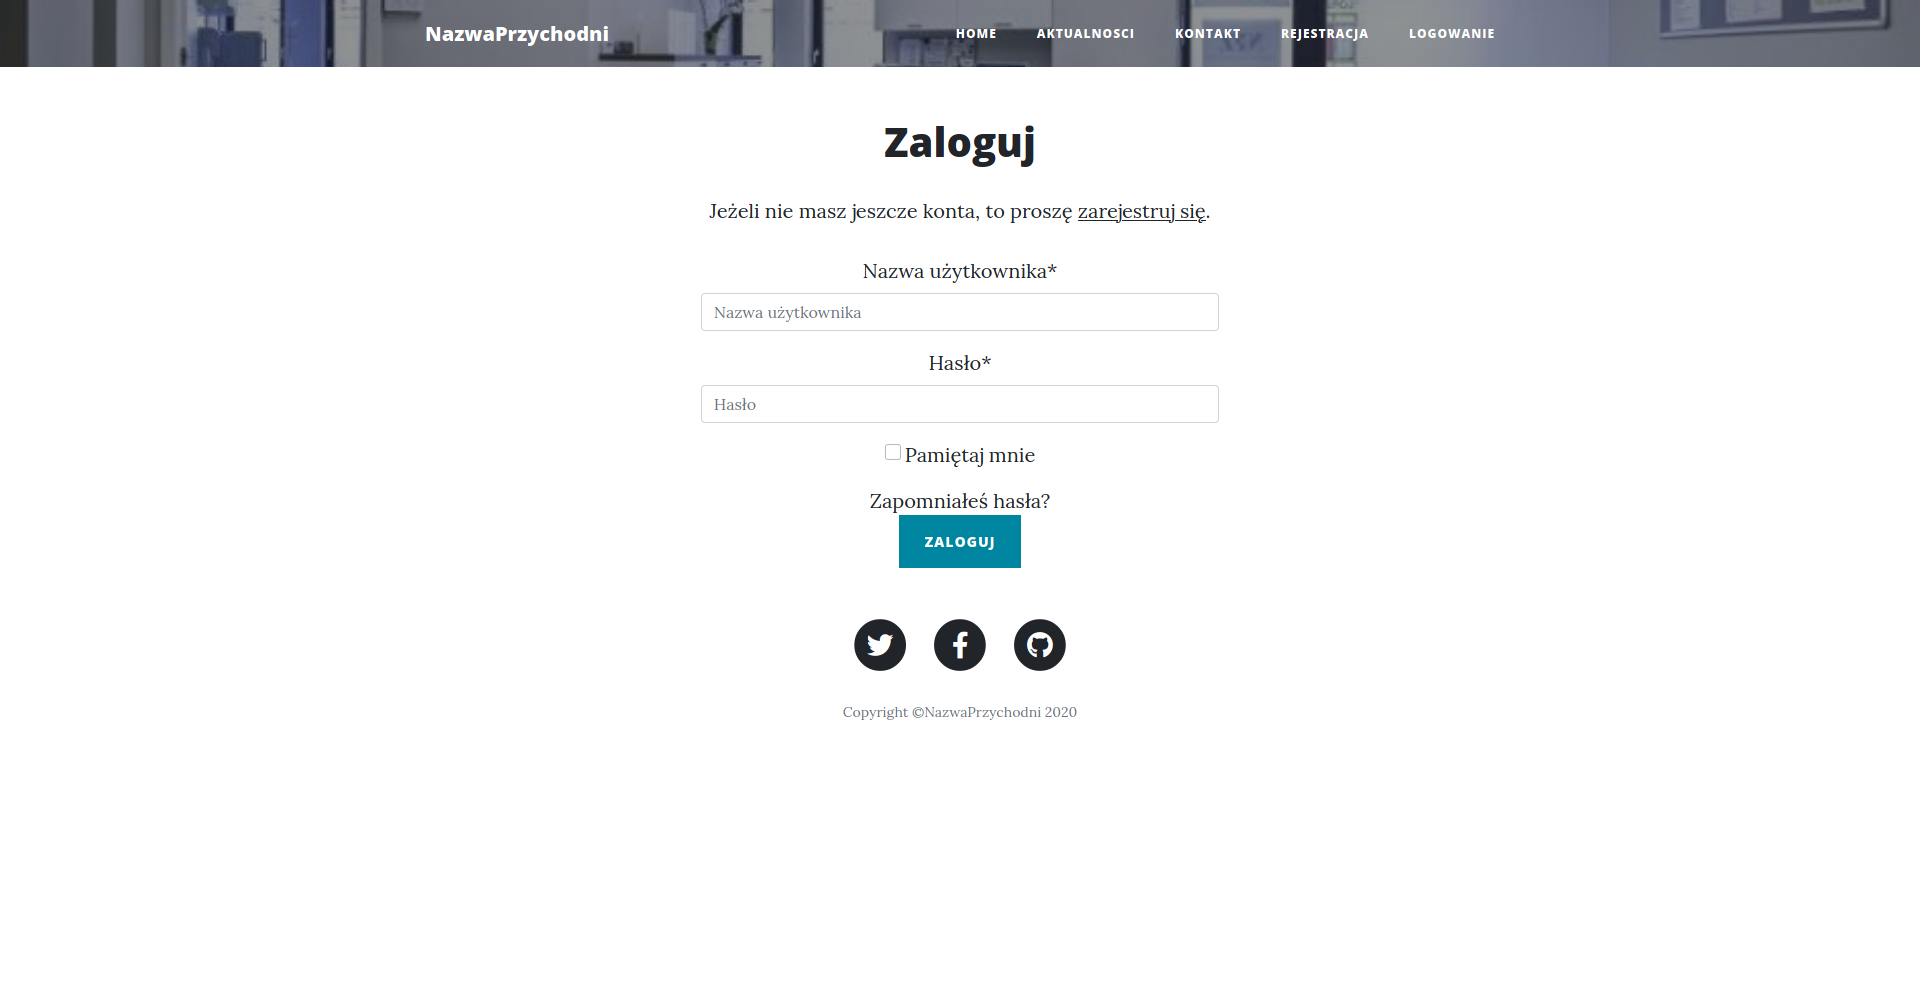 NazwaPrzychodni
HOME AKTUALNOSCI KONTAKT REJESTRACJA LOGOWANIE
Zaloguj
Jeżeli nie masz jeszcze konta, to proszę zarejestruj się.
Nazwa użytkownika*
Nazwa użytkownika
Hasło*
Hasło
Pamiętaj mnie
Zapomniałeś hasła?
ZALOGUJ
Copyright ©NazwaPrzychodni 2020